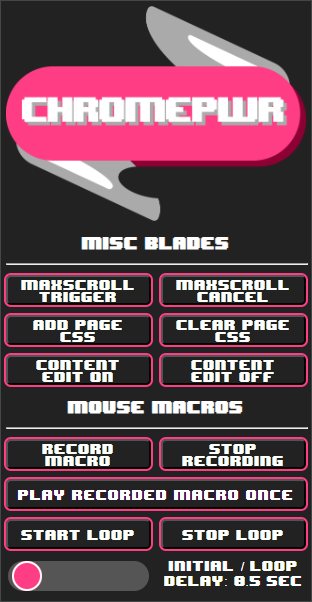 CHROMEPWR
MISC BLADES
MAXSCROLL
TRIGGER
MAXSCROLL
CANCEL
ADD PAGE
CSS
CLEAR PAGE
CSS
CONTENT
EDIT ON
CONTENT
EDIT OFF
MOUSE MACROS
RECORD
MACRO
STOP
RECORDING
PLAY RECORDED MACRO ONCE
START LOOP
STOP LOOP
INITIAL / LOOP
DELAY: 0.5 SEC